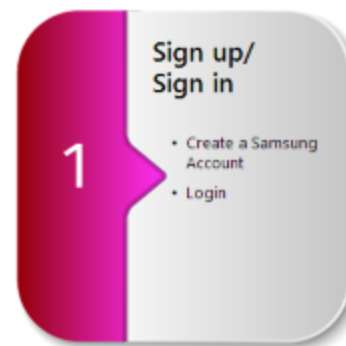 1
Sign up/
Sign in
• Create a Samsung
Account
• Login